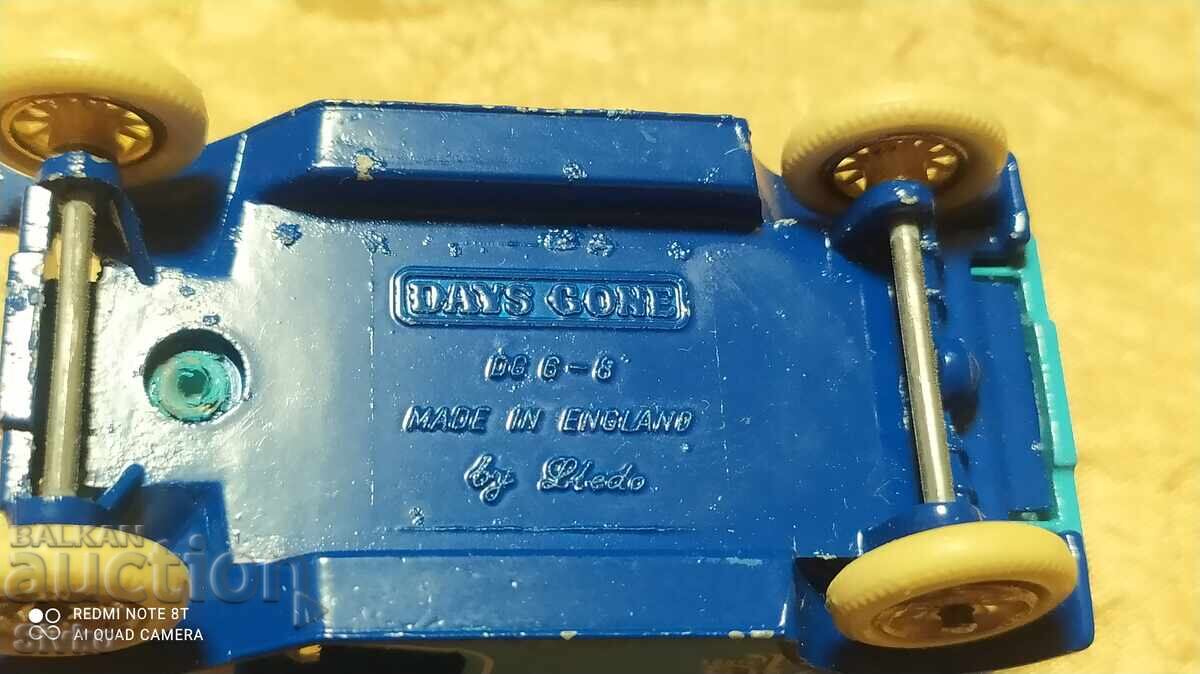 DAYS GONE
DG 6-8
MADE IN ENGLAND
by Lledo
BALKAN
auction
REDMI NOTE 8T
AI QUAD CAMERA